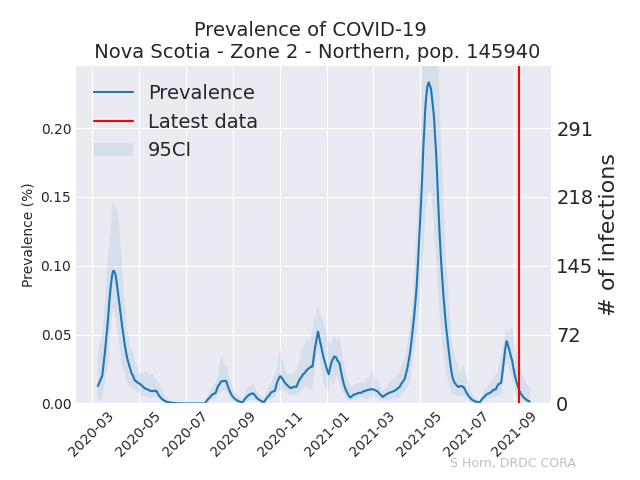 Prevalence of COVID-19
Nova Scotia - Zone 2 - Northern, pop. 145940
Prevalence
Latest data
95CI
Prevalence (%)
0.20
0.15
0.10
0.05
0.00
291
218
145
72
0
# of infections
2020-03
2020-05
2020-07
2020-09
2020-11
2021-01
2021-03
2021-05
2021-07
2021-09
S Horn, DRDC CORA